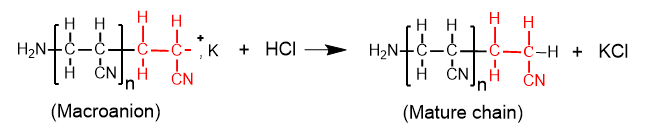 H H H H H H H H
H₂N C C C C - + , K + HCl H₂N C C C C H + KCl
H CN n H CN H CN n H CN
(Macroanion) (Mature chain)